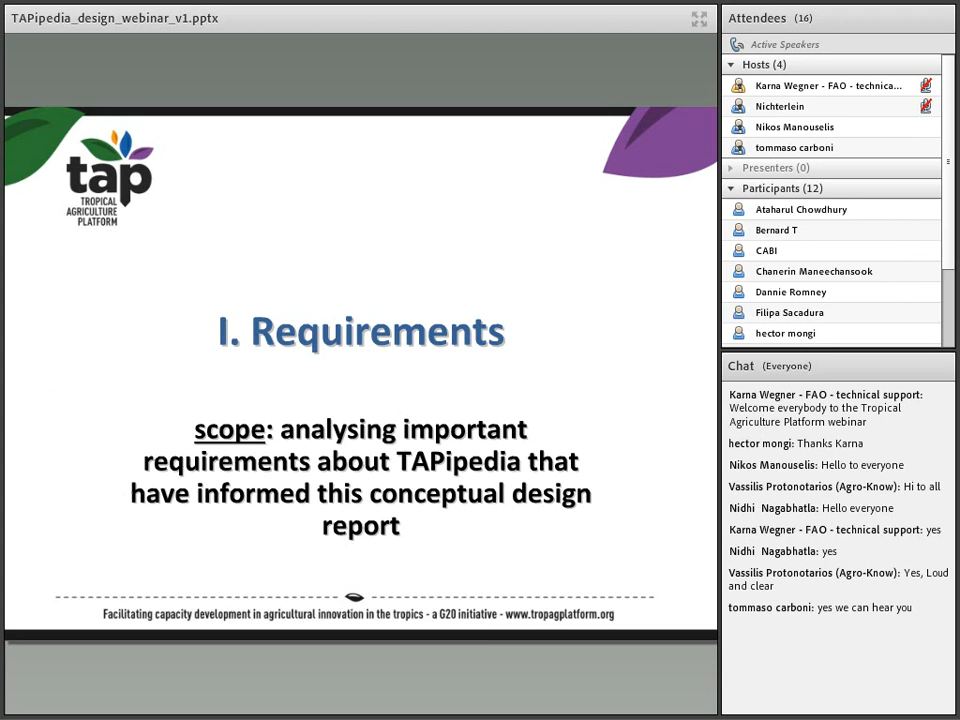 TAPipedia_design_webinar_v1.pptx
tap
TROPICAL
AGRICULTURE
PLATFORM
I. Requirements
scope: analysing important
requirements about TAPipedia that
have informed this conceptual design
report
Facilitating capacity development in agricultural innovation in the tropics - a G20 initiative - www.tropagplatform.org
Attendees (16)
Active Speakers
Hosts (4)
Karna Wegner - FAO - technica...
Nichterlein
Nikos Manouselis
tommaso carboni
Presenters (0)
Participants (12)
Ataharul Chowdhury
Bernard T
CABI
Chanerin Maneechansook
Dannie Romney
Filipa Sacadura
hector mongi
Chat (Everyone)
Karna Wegner - FAO - technical support:
Welcome everybody to the Tropical
Agriculture Platform webinar
hector mongi: Thanks Karna
Nikos Manouselis: Hello to everyone
Vassilis Protonotarios (Agro-Know): Hi to all
Nidhi Nagabhatla: Hello everyone
Karna Wegner - FAO - technical support: yes
Nidhi Nagabhatla: yes
Vassilis Protonotarios (Agro-Know): Yes, Loud
and clear
tommaso carboni: yes we can hear you